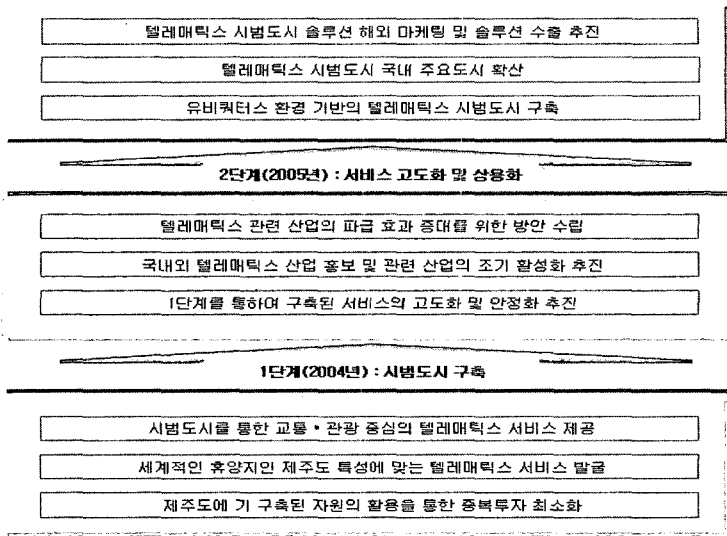 텔레매틱스 시범도시 솔루션 해외 마케팅 및 솔루션 수출 추진
텔레매틱스 시범도시 국내 주요도시 확산
유비쿼터스 환경 기반의 텔레매틱스 시범도시 구축
2단계(2005년) : 서비스 고도화 및 상용화
텔레매틱스 관련 산업의 파급 효과 증대를 위한 방안 수립
국내외 텔레매틱스 산업 홍보 및 관련 산업의 조기 활성화 추진
1단계를 통하여 구축된 서비스의 고도화 및 안정화 추진
1단계(2004년) : 시범도시 구축
시범도시를 통한 교통 • 관광 중심의 텔레매틱스 서비스 제공
세계적인 휴양지인 제주도 특성에 맞는 텔레매틱스 서비스 발굴
제주도에 기 구축된 자원의 활용을 통한 중복투자 최소화